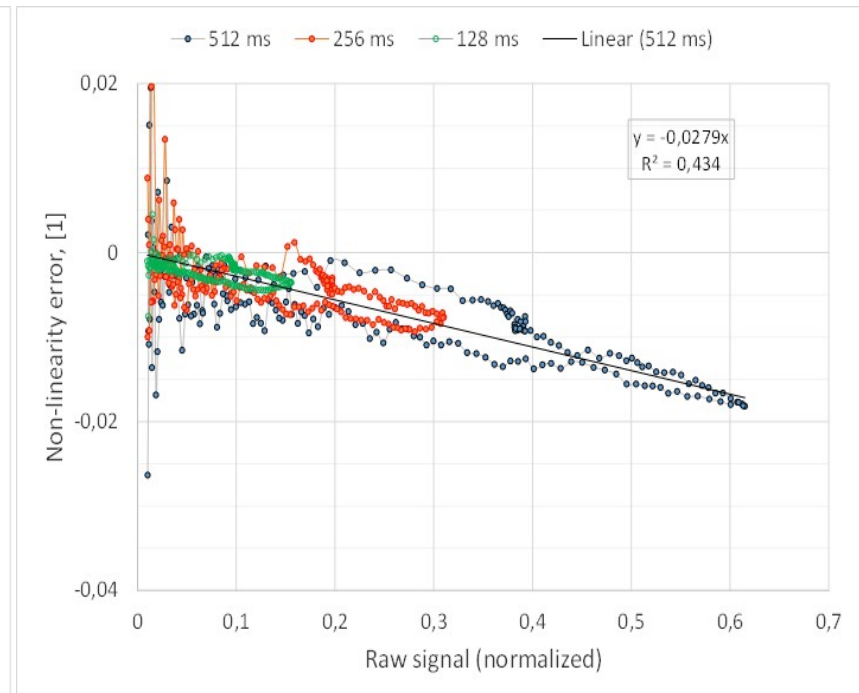 512 ms 256 ms 128 ms Linear (512 ms)
0,02
y = -0,0279x
R² = 0,434
0
Non-linearity error, [1]
-0,02
-0,04
0 0,1 0,2 0,3 0,4 0,5 0,6 0,7
Raw signal (normalized)